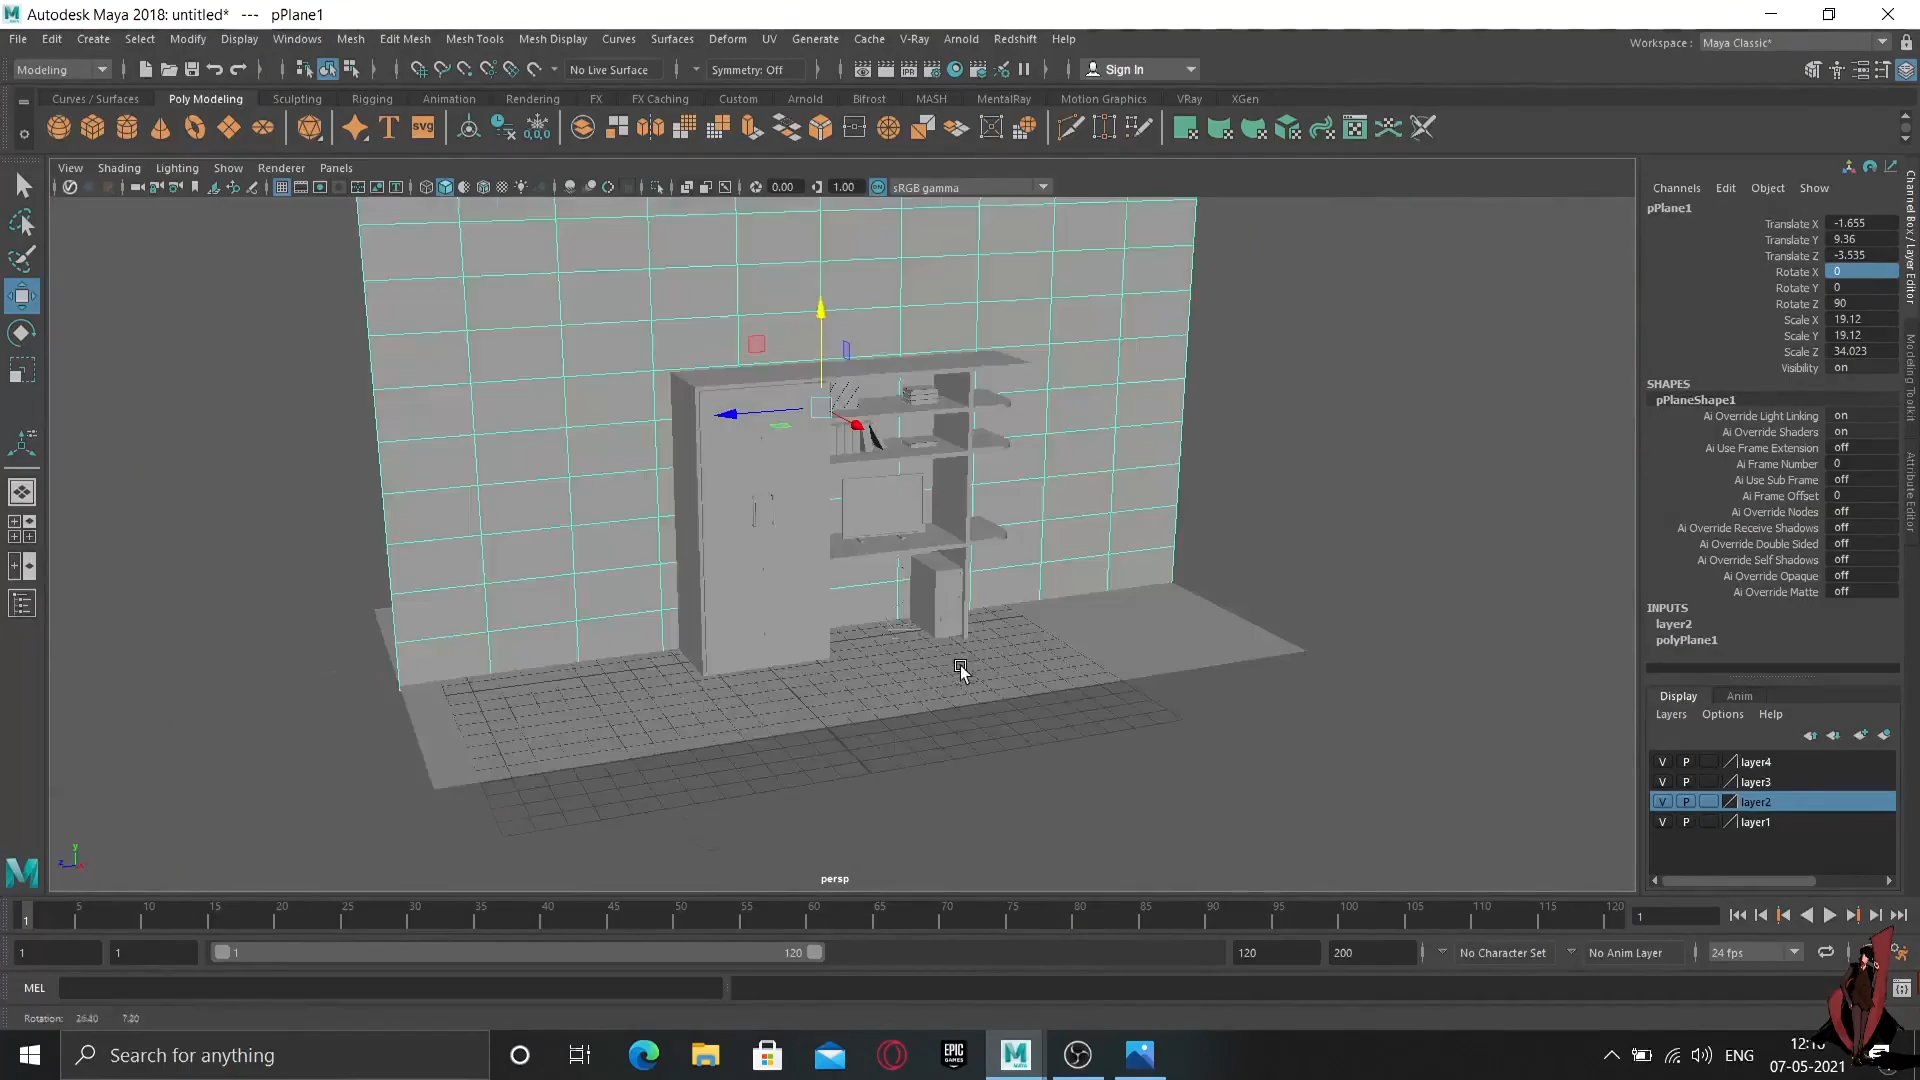 Autodesk Maya 2018: untitled* --- pPlane1
File Edit Create Select Modify Display Windows Mesh Edit Mesh Mesh Tools Mesh Display Curves Surfaces Deform UV Generate Cache V-Ray Arnold Redshift Help
Workspace : Maya Classic*
Modeling No Live Surface Symmetry: Off Sign In
Curves / Surfaces Poly Modeling Sculpting Rigging Animation Rendering FX FX Caching Custom Arnold Bifrost MASH MentalRay Motion Graphics VRay XGen
View Shading Lighting Show Renderer Panels
0.00 1.00 sRGB gamma
persp
Channels Edit Object Show
pPlane1
Translate X -1.655
Translate Y 9.36
Translate Z -3.535
Rotate X 0
Rotate Y 0
Rotate Z 90
Scale X 19.12
Scale Y 19.12
Scale Z 34.023
Visibility on
SHAPES
pPlaneShape1
Ai Override Light Linking on
Ai Override Shaders on
Ai Use Frame Extension off
Ai Frame Number 0
Ai Use Sub Frame off
Ai Frame Offset 0
Ai Override Nodes off
Ai Override Receive Shadows off
Ai Override Double Sided off
Ai Override Self Shadows off
Ai Override Opaque off
Ai Override Matte off
INPUTS
layer2
polyPlane1
Display Anim
Layers Options Help
V P layer4
V P layer3
V P layer2
V P layer1
Channel Box / Layer Editor
Modeling Toolkit
Attribute Editor
1 5 10 15 20 25 30 35 40 45 50 55 60 65 70 75 80 85 90 95 100 105 110 115 120 1
1 1 1 120 120 200 No Character Set No Anim Layer 24 fps
MEL
Rotation: 26.40 7.20
Search for anything
EPIC GAMES
ENG
07-05-2021